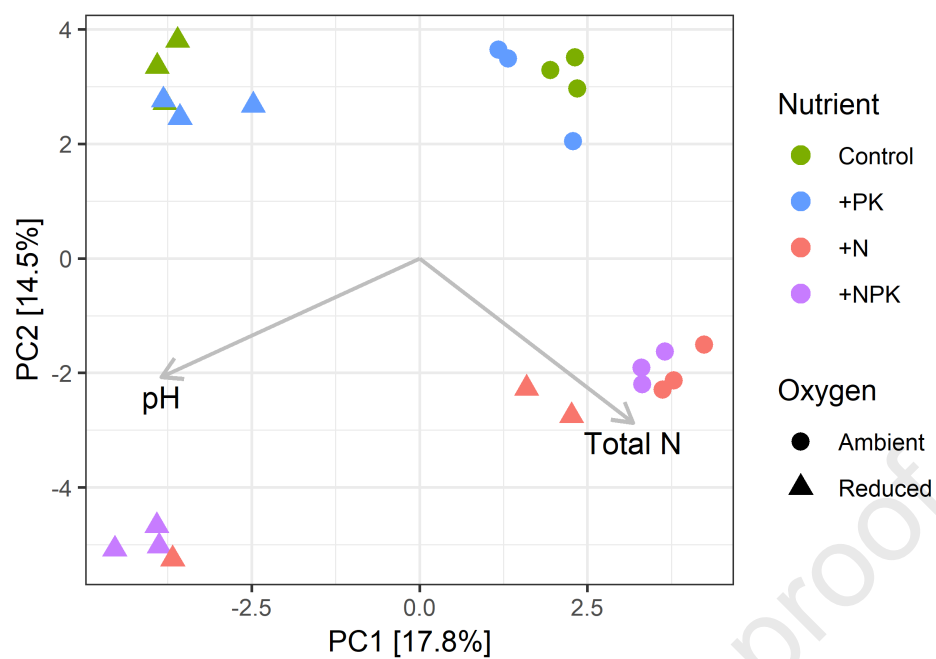 4
2
0
-2
-4
-2.5
0.0
2.5
PC1 [17.8%]
PC2 [14.5%]
pH
Total N
Nutrient
Control
+PK
+N
+NPK
Oxygen
Ambient
Reduced
proof